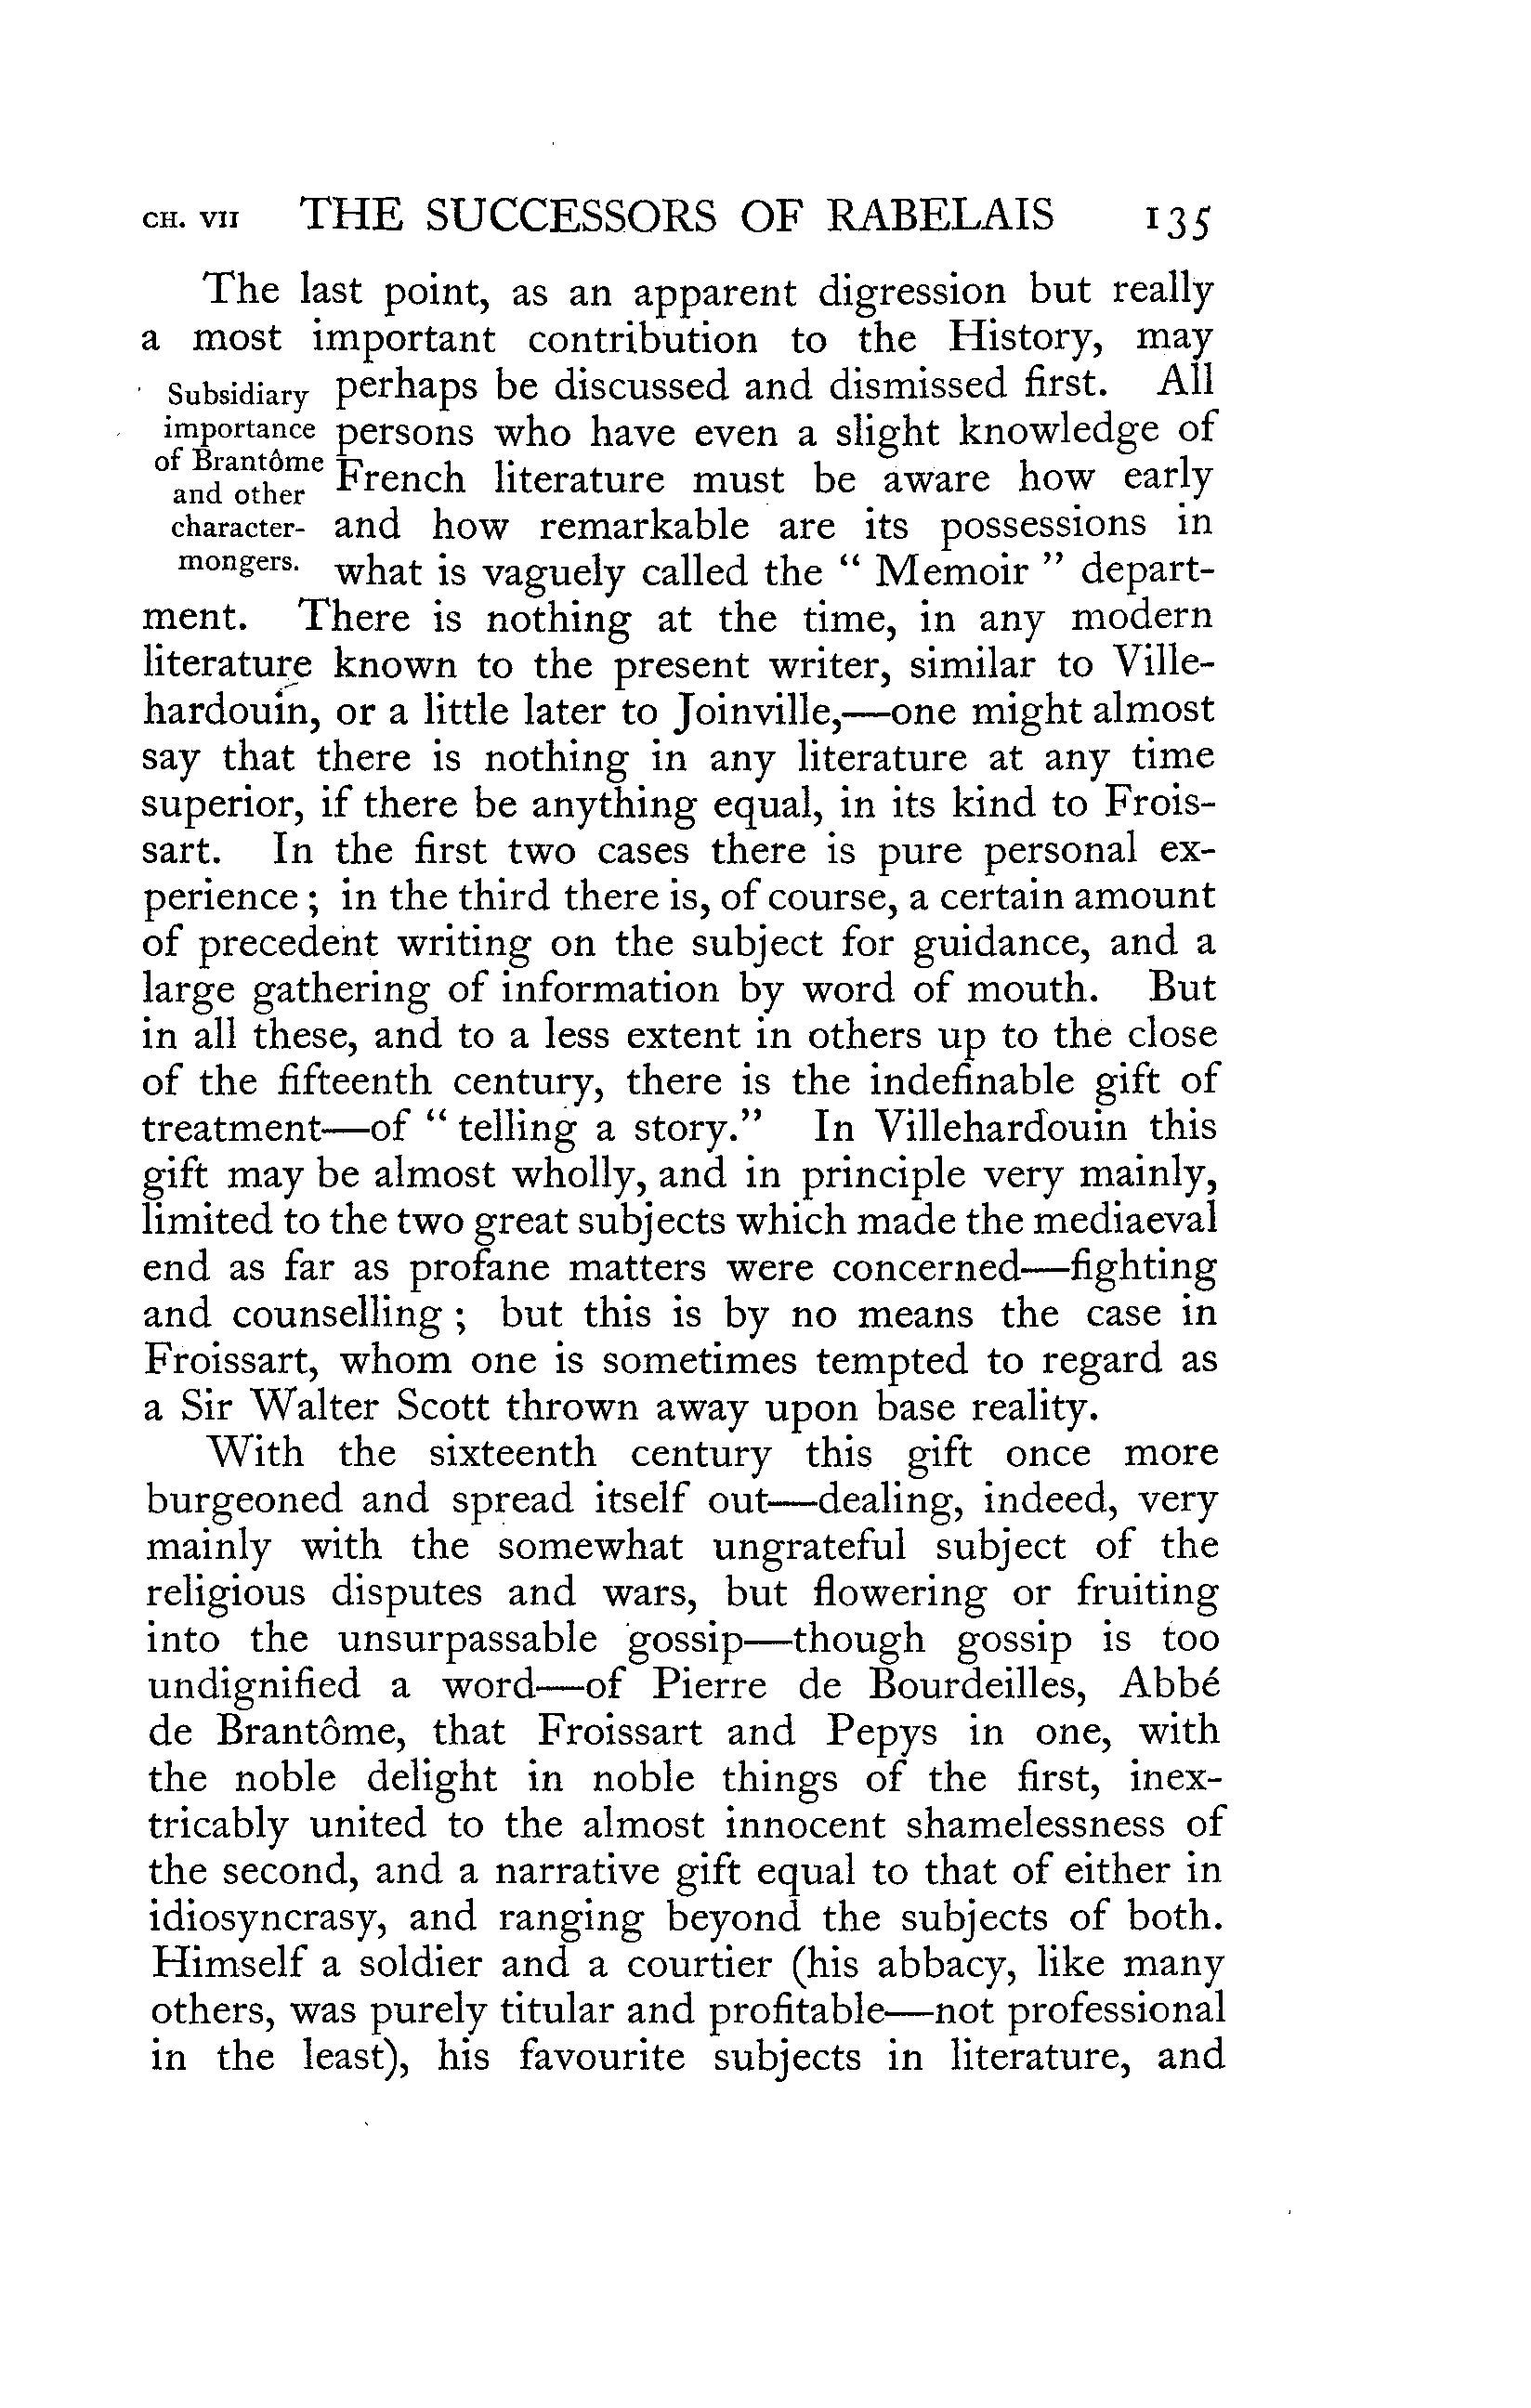 CH. VII THE SUCCESSORS OF RABELAIS 135
The last point, as an apparent digression but really
a most important contribution to the History, may
perhaps be discussed and dismissed first. All
persons who have even a slight knowledge of
French literature must be aware how early
and how remarkable are its possessions in
what is vaguely called the “ Memoir ” depart-
Subsidiary
importance
of Brantôme
and other
character-
mongers.
ment. There is nothing at the time, in any modern
literature known to the present writer, similar to Ville-
hardouin, or a little later to Joinville,—one might almost
say that there is nothing in any literature at any time
superior, if there be anything equal, in its kind to Frois-
sart. In the first two cases there is pure personal ex-
perience ; in the third there is, of course, a certain amount
of precedent writing on the subject for guidance, and a
large gathering of information by word of mouth. But
in all these, and to a less extent in others up to the close
of the fifteenth century, there is the indefinable gift of
treatment—of “ telling a story.” In Villehardouin this
gift may be almost wholly, and in principle very mainly,
limited to the two great subjects which made the mediaeval
end as far as profane matters were concerned—fighting
and counselling ; but this is by no means the case in
Froissart, whom one is sometimes tempted to regard as
a Sir Walter Scott thrown away upon base reality.
With the sixteenth century this gift once more
burgeoned and spread itself out—dealing, indeed, very
mainly with the somewhat ungrateful subject of the
religious disputes and wars, but flowering or fruiting
into the unsurpassable gossip—though gossip is too
undignified a word—of Pierre de Bourdeilles, Abbé
de Brantôme, that Froissart and Pepys in one, with
the noble delight in noble things of the first, inex-
tricably united to the almost innocent shamelessness of
the second, and a narrative gift equal to that of either in
idiosyncrasy, and ranging beyond the subjects of both.
Himself a soldier and a courtier (his abbacy, like many
others, was purely titular and profitable—not professional
in the least), his favourite subjects in literature, and